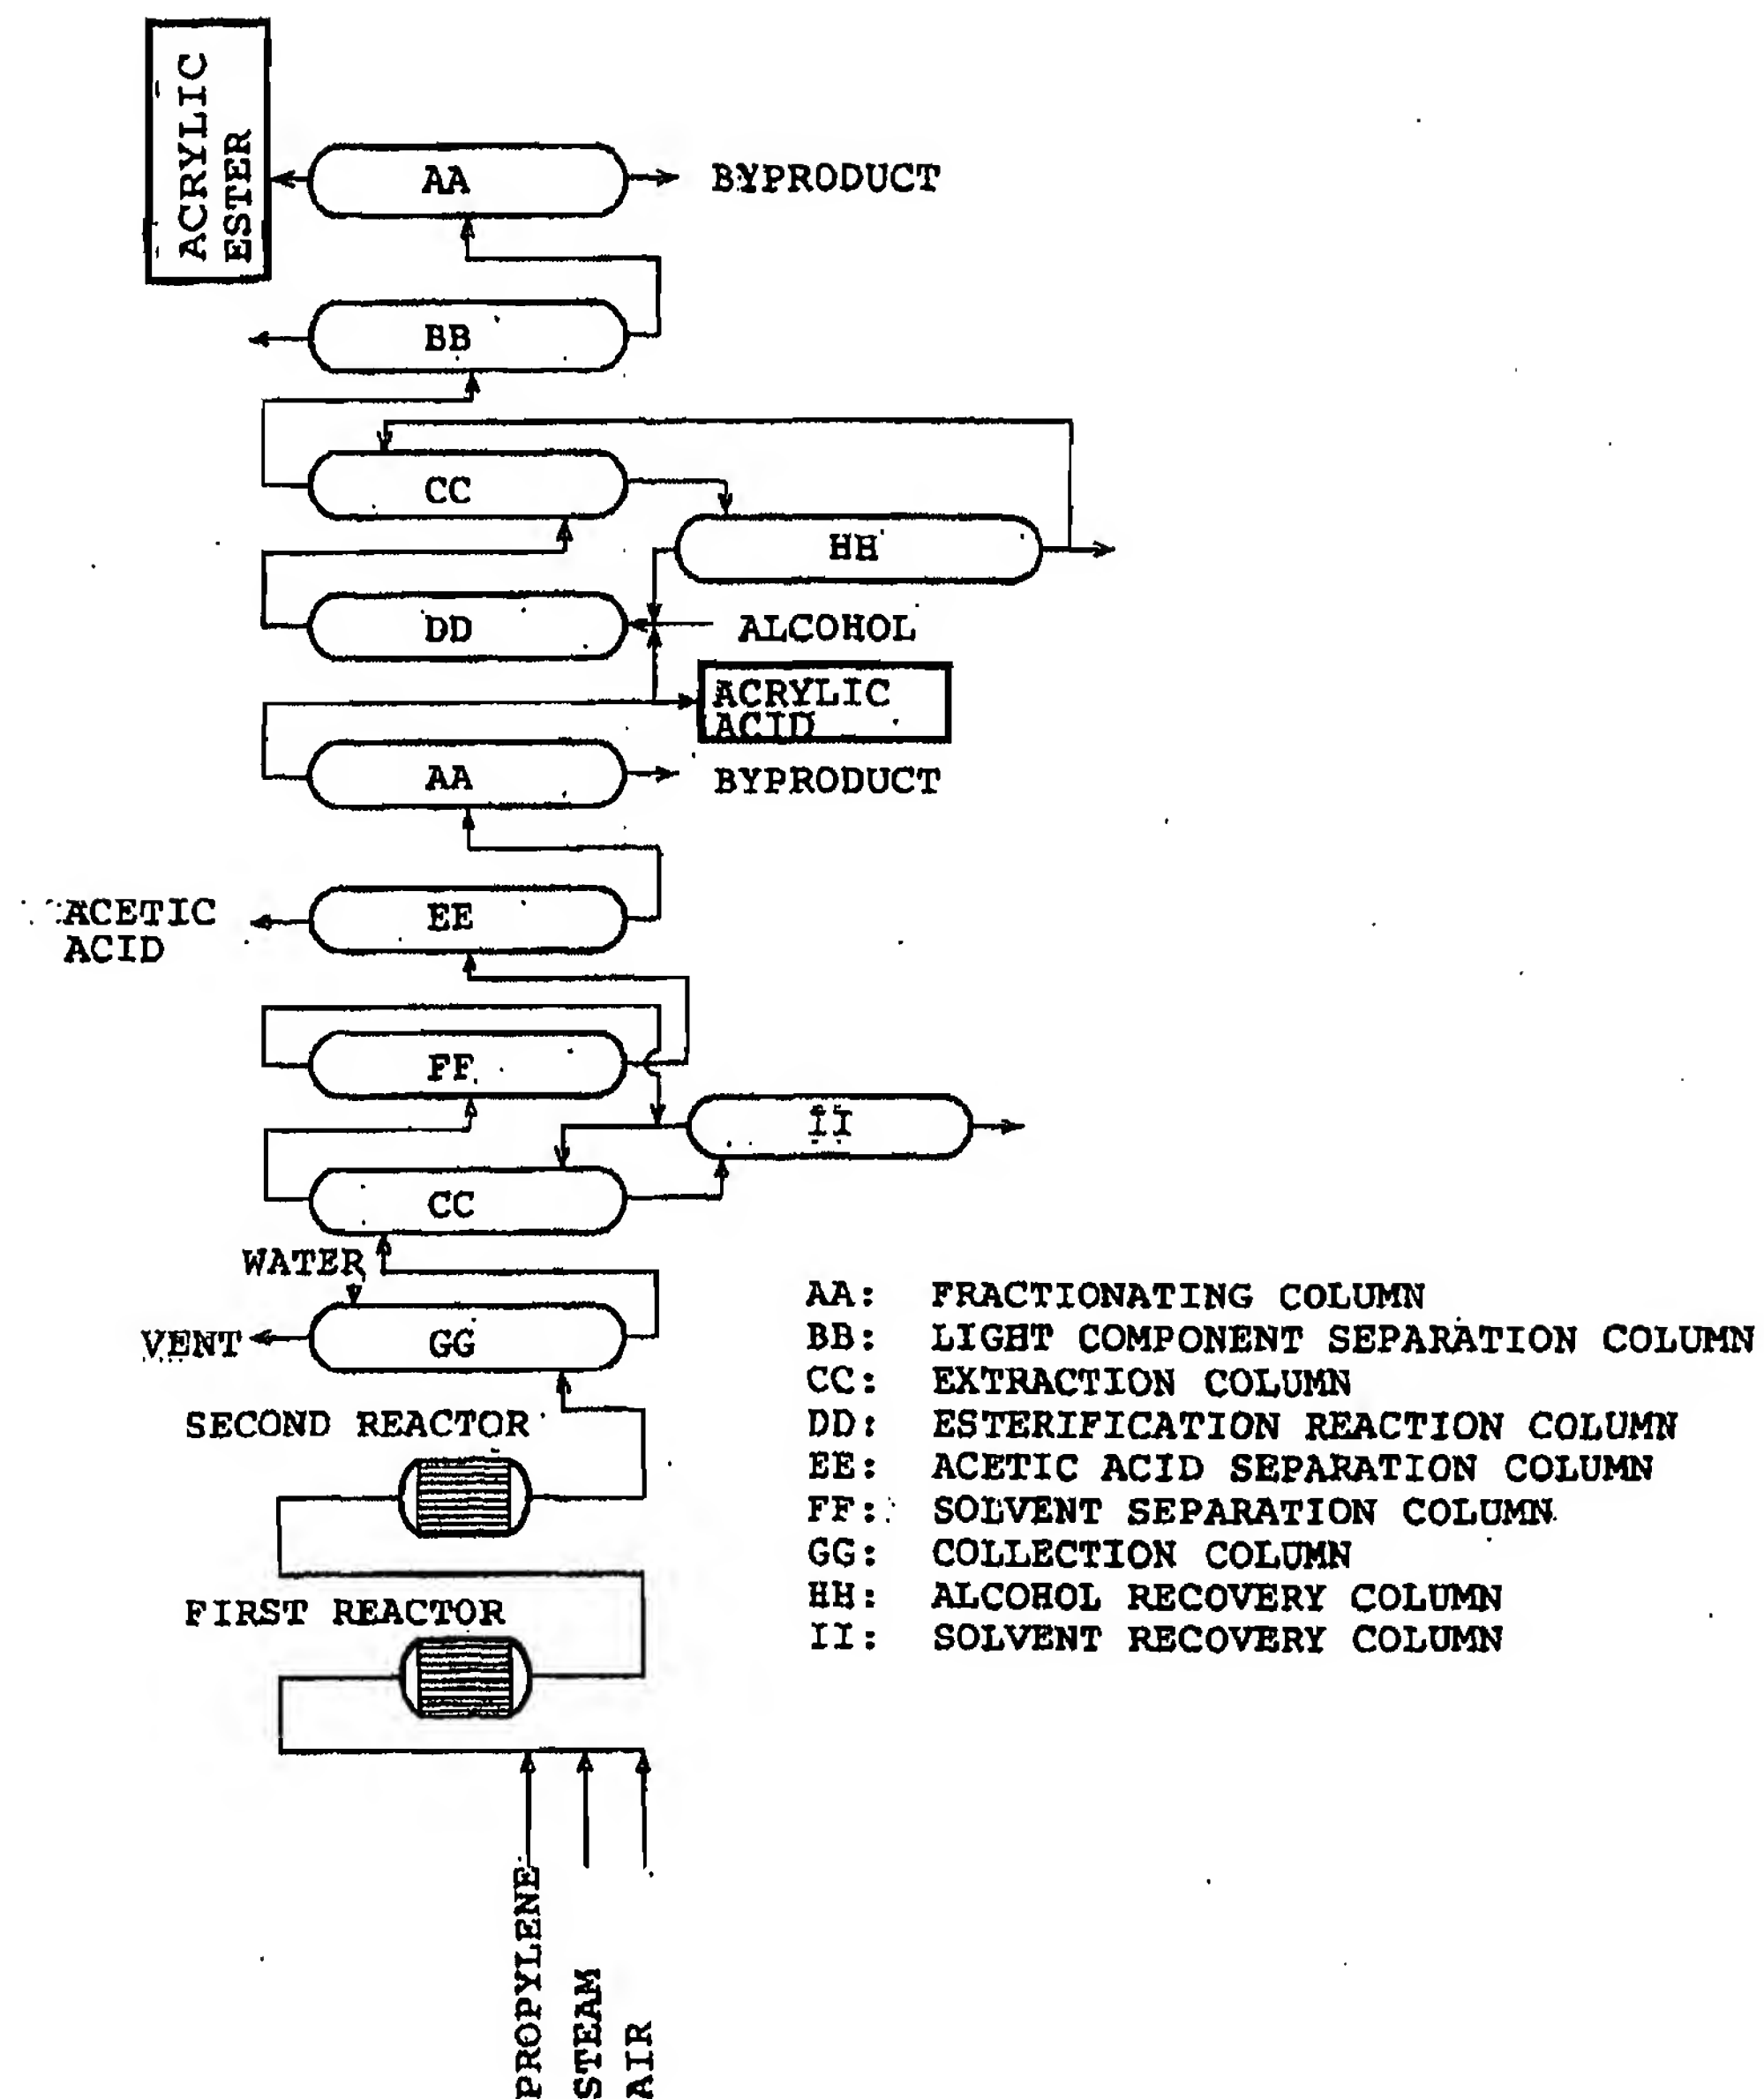 ACRYLIC
ESTER
AA
BYPRODUCT
BB
CC
HH
DD
ALCOHOL
ACRYLIC
ACID
AA
BYPRODUCT
ACETIC
ACID
EE
FF
II
CC
WATER
VENT
GG
SECOND REACTOR
FIRST REACTOR
AA: FRACTIONATING COLUMN
BB: LIGHT COMPONENT SEPARATION COLUMN
CC: EXTRACTION COLUMN
DD: ESTERIFICATION REACTION COLUMN
EE: ACETIC ACID SEPARATION COLUMN
FF: SOLVENT SEPARATION COLUMN
GG: COLLECTION COLUMN
HH: ALCOHOL RECOVERY COLUMN
II: SOLVENT RECOVERY COLUMN
PROPYLENE
STEAM
AIR